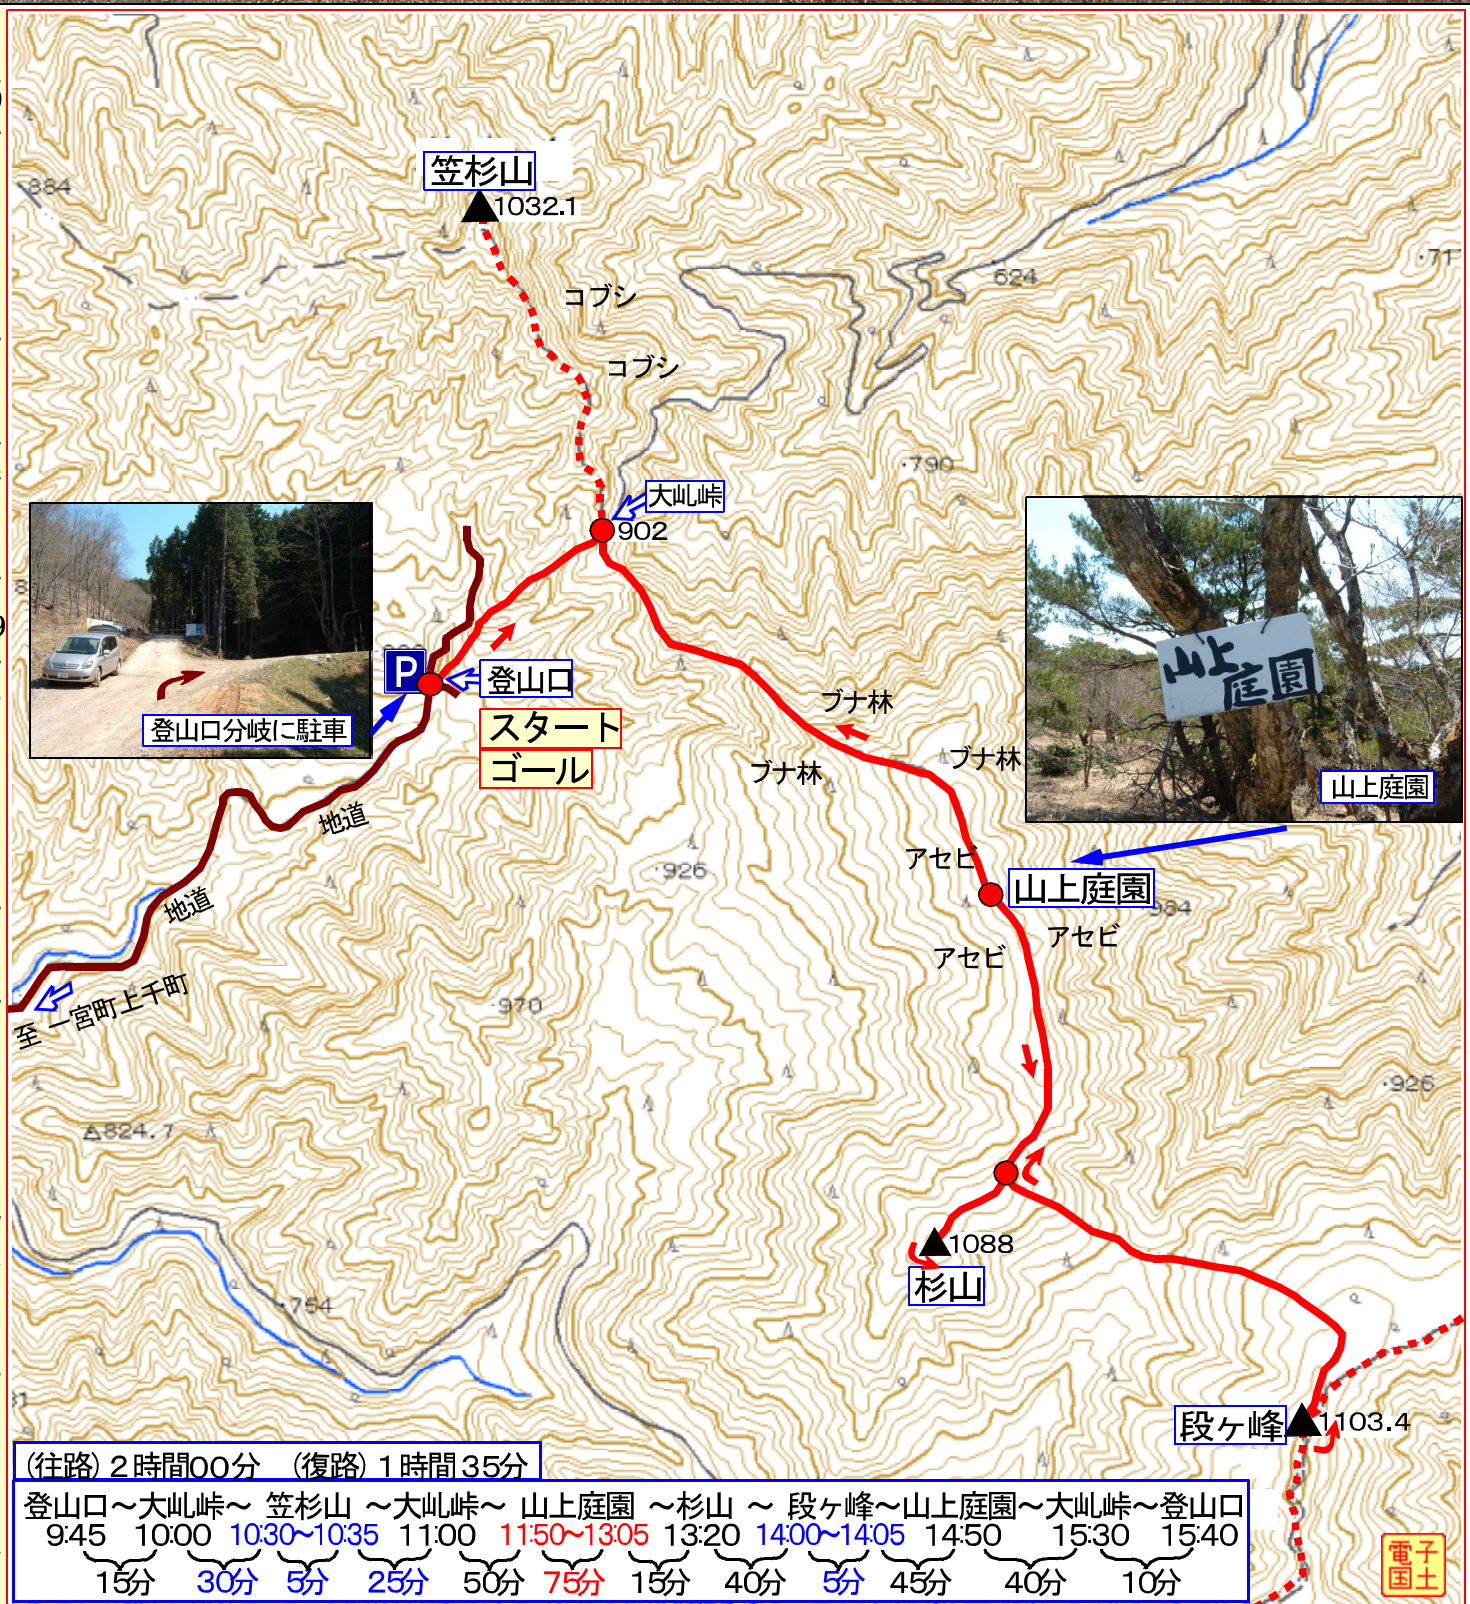 884
笠杉山
1032.1
・71
624
コブシ
コブシ
・790
大乢峠
902
登山口分岐に駐車
P
登山口
スタート
ゴール
山上
庭園
山上庭園
ブナ林
ブナ林
ブナ林
地道
地道
至 一宮町上千町
・926
アセビ
山上庭園
984
アセビ
アセビ
・970
・926
824.7
1088
杉山
・764
段ヶ峰
1103.4
(往路)2時間00分 (復路)1時間35分
登山口～大乢峠～ 笠杉山 ～大乢峠～ 山上庭園 ～杉山 ～ 段ヶ峰～山上庭園～大乢峠～登山口
9:45 10:00 10:30～10:35 11:00 11:50～13:05 13:20 14:00～14:05 14:50 15:30 15:40
15分 30分 5分 25分 50分 75分 15分 40分 5分 45分 40分 10分
電子
国土